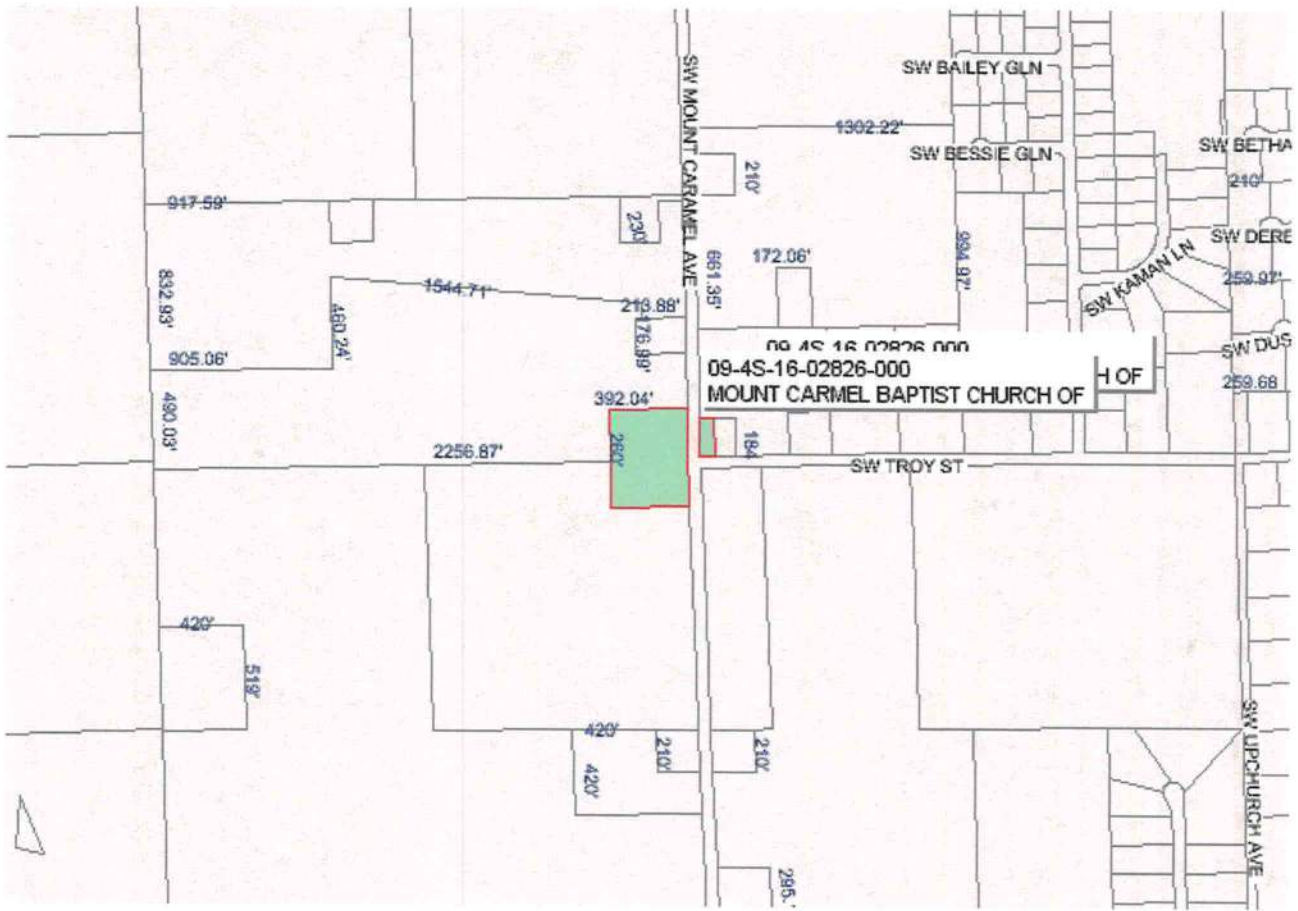 SW BAILEY GLN
SW MOUNT CARAMEL AVE
1302.22'
SW BESSIE GLN
SW BETHA
210'
210'
917.59'
230'
SW DERE
172.06'
994.97'
661.35'
SW KAMAN LN
259.97'
832.93'
1544.71'
213.88'
460.24'
176.99'
09-4S-16-02826-000
SW DUS
905.06'
09-4S-16-02826-000
H OF
MOUNT CARMEL BAPTIST CHURCH OF
259.68
392.04'
490.03'
2256.87'
280'
184
SW TROY ST
420'
519'
420'
210'
210'
420'
SW UPCHURCH AVE
295.